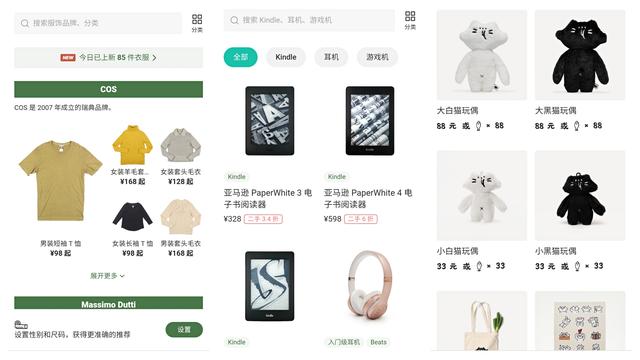 搜索服饰品牌、分类
分类
NEW 今日已上新 85 件衣服
COS
COS 是 2007 年成立的瑞典品牌。
女装羊毛套...
¥168 起
女装套头毛衣
¥128 起
男装短袖 T 恤
¥98 起
女装长袖 T 恤
¥98 起
男装套头毛衣
¥168 起
展开更多
Massimo Dutti
设置性别和尺码，获得更准确的推荐
设置
搜索 Kindle、耳机、游戏机
分类
全部
Kindle
耳机
游戏机
Kindle
亚马逊 PaperWhite 3 电
子书阅读器
¥328 二手 3.4 折
Kindle
亚马逊 PaperWhite 4 电
子书阅读器
¥598 二手 6 折
Kindle
入门级耳机
Beats
大白猫玩偶
88 元 或 × 88
大黑猫玩偶
88 元 或 × 88
小白猫玩偶
33 元 或 × 33
小黑猫玩偶
33 元 或 × 33